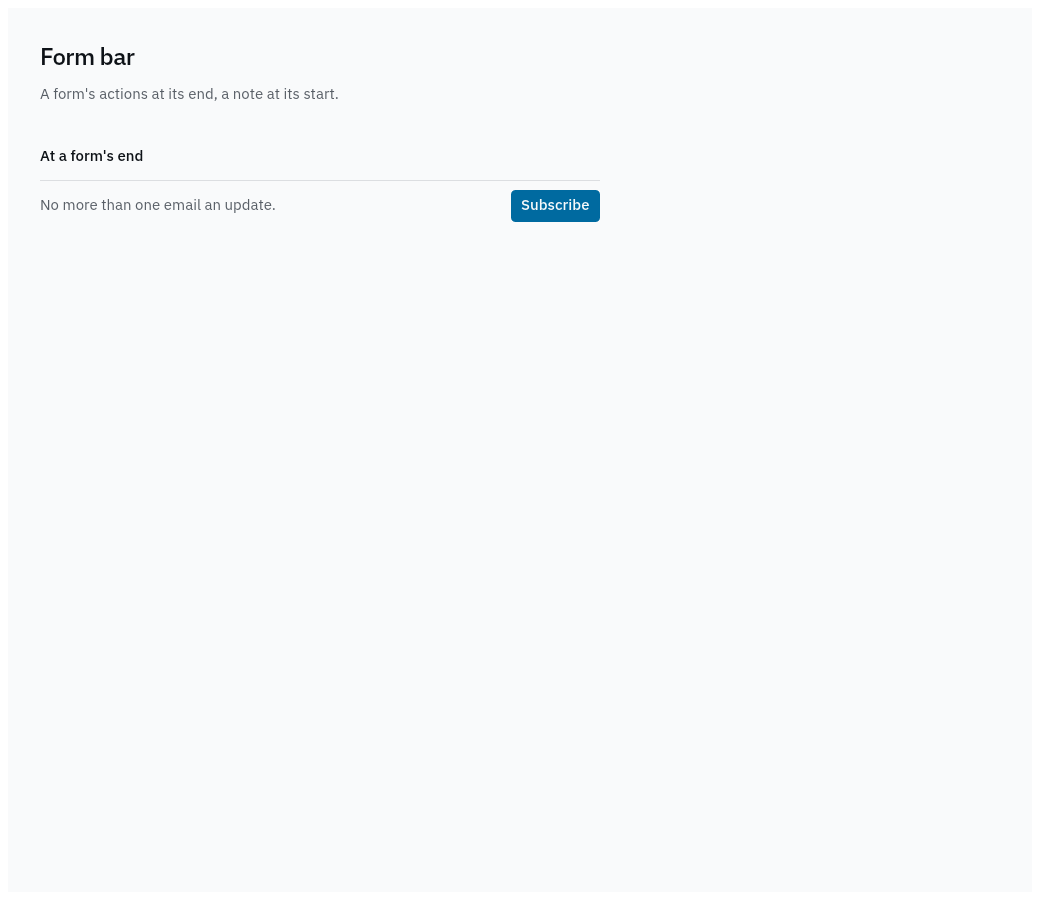 Form bar
A form's actions at its end, a note at its start.
At a form's end
No more than one email an update.
Subscribe